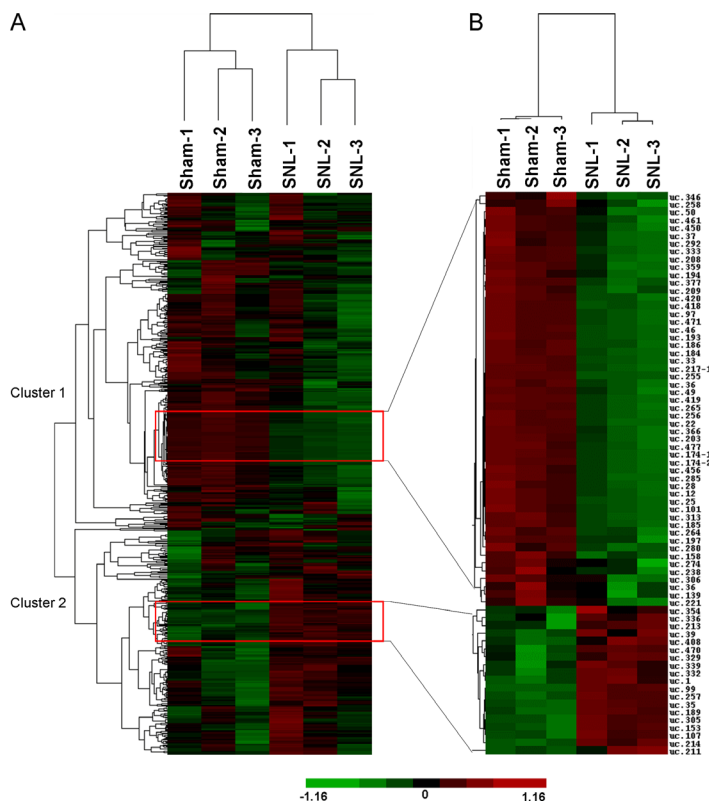 A
B
Sham-1
Sham-2
Sham-3
SNL-1
SNL-2
SNL-3
Sham-1
Sham-2
Sham-3
SNL-1
SNL-2
SNL-3
Cluster 1
Cluster 2
uc.346
uc.258
uc.50
uc.461
uc.450
uc.37
uc.292
uc.333
uc.208
uc.359
uc.194
uc.377
uc.209
uc.420
uc.418
uc.97
uc.471
uc.46
uc.193
uc.186
uc.184
uc.33
uc.217-1
uc.255
uc.36
uc.49
uc.419
uc.265
uc.256
uc.22
uc.366
uc.203
uc.477
uc.174-1
uc.174-2
uc.456
uc.285
uc.28
uc.12
uc.25
uc.101
uc.313
uc.185
uc.264
uc.197
uc.280
uc.158
uc.274
uc.238
uc.306
uc.36
uc.139
uc.221
uc.354
uc.336
uc.213
uc.39
uc.408
uc.470
uc.329
uc.339
uc.332
uc.1
uc.99
uc.257
uc.35
uc.189
uc.305
uc.153
uc.107
uc.214
uc.211
-1.16
0
1.16